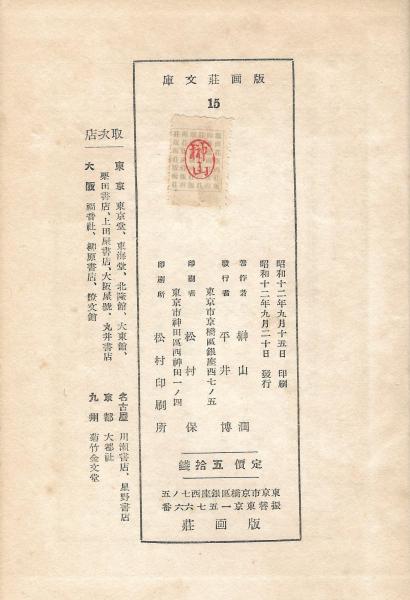 版画荘文庫
15
榊山
昭和十二年九月十五日 印刷
昭和十二年九月二十日 發行
著作者 榊山潤
發行者 平井博
東京市京橋區銀座西七ノ五
印刷者 松村保
東京市神田區西神田一ノ四
印刷所 松村印刷所
定價五拾錢
東京市京橋區銀座西七ノ五
振替東京一五七六六番
版画莊
取次店
東京 東京堂、東海堂、北隆館、大東館、
栗田書店、上田屋書店、大阪屋號、丸井書店
大阪 福音社、柳原書店、
名古屋 川瀬書店、星野書店
京都 大都社
九州 菊竹金文堂